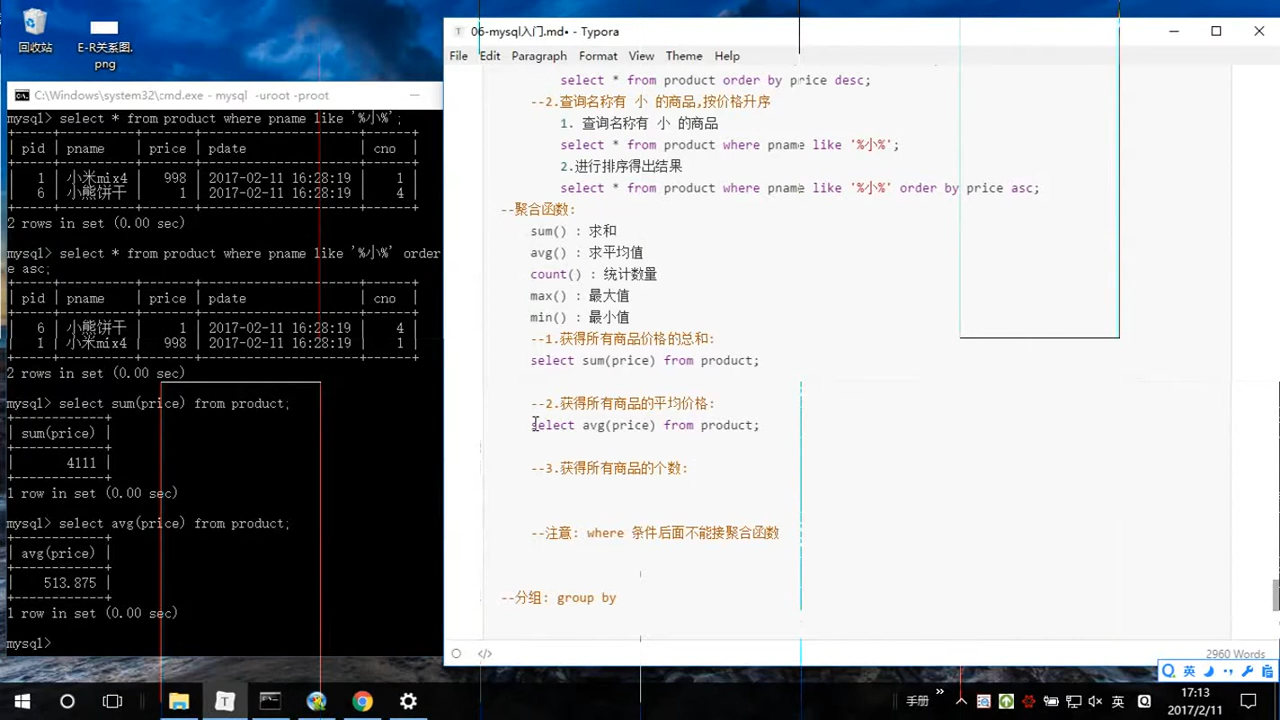 回收站
E-R关系图.
png
C:\Windows\system32\cmd.exe - mysql -uroot -proot
mysql> select * from product where pname like '%小%';
| pid | pname | price | pdate | cno |
| 1 | 小米mix4 | 998 | 2017-02-11 16:28:19 | 1 |
| 6 | 小熊饼干 | 1 | 2017-02-11 16:28:19 | 4 |
2 rows in set (0.00 sec)
mysql> select * from product where pname like '%小%' order
e asc;
| pid | pname | price | pdate | cno |
| 6 | 小熊饼干 | 1 | 2017-02-11 16:28:19 | 4 |
| 1 | 小米mix4 | 998 | 2017-02-11 16:28:19 | 1 |
2 rows in set (0.00 sec)
mysql> select sum(price) from product;
| sum(price) |
| 4111 |
1 row in set (0.00 sec)
mysql> select avg(price) from product;
| avg(price) |
| 513.875 |
1 row in set (0.00 sec)
mysql>
T 06-mysql入门.md• - Typora
File Edit Paragraph Format View Theme Help
select * from product order by price desc;
--2.查询名称有 小 的商品,按价格升序
1. 查询名称有 小 的商品
select * from product where pname like '%小%';
2.进行排序得出结果
select * from product where pname like '%小%' order by price asc;
--聚合函数:
sum() : 求和
avg() : 求平均值
count() : 统计数量
max() : 最大值
min() : 最小值
--1.获得所有商品价格的总和:
select sum(price) from product;
--2.获得所有商品的平均价格:
select avg(price) from product;
--3.获得所有商品的个数:
--注意: where 条件后面不能接聚合函数
--分组: group by
2960 Words
英
手册
英
17:13
2017/2/11